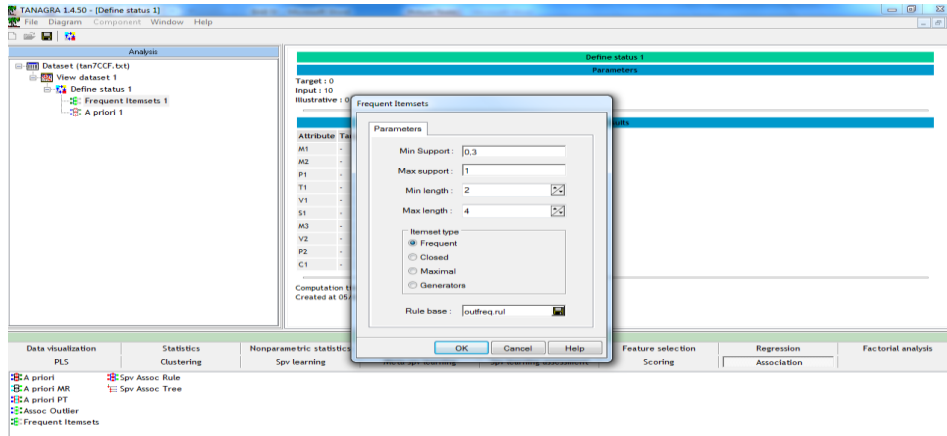 TANAGRA 1.4.50 - [Define status 1]
File Diagram Component Window Help
Analysis
Dataset (tan7CCF.txt)
View dataset 1
Define status 1
Frequent Itemsets 1
A priori 1
Define status 1
Parameters
Target : 0
Input : 10
Illustrative : 0
Attribute
M1 -
M2 -
P1 -
T1 -
V1 -
S1 -
M3 -
V2 -
P2 -
C1 -
Computation
Created at
Frequent Itemsets
Parameters
Min Support : 0,3
Max support : 1
Min length : 2
Max length : 4
Itemset type
Frequent
Closed
Maximal
Generators
Rule base : outfreq.rul
OK Cancel Help
Data visualization Statistics Nonparametric statistics Feature selection Regression Factorial analysis
PLS Clustering Spv learning Scoring Association
A priori Spv Assoc Rule
A priori MR Spv Assoc Tree
A priori PT
Assoc Outlier
Frequent Itemsets